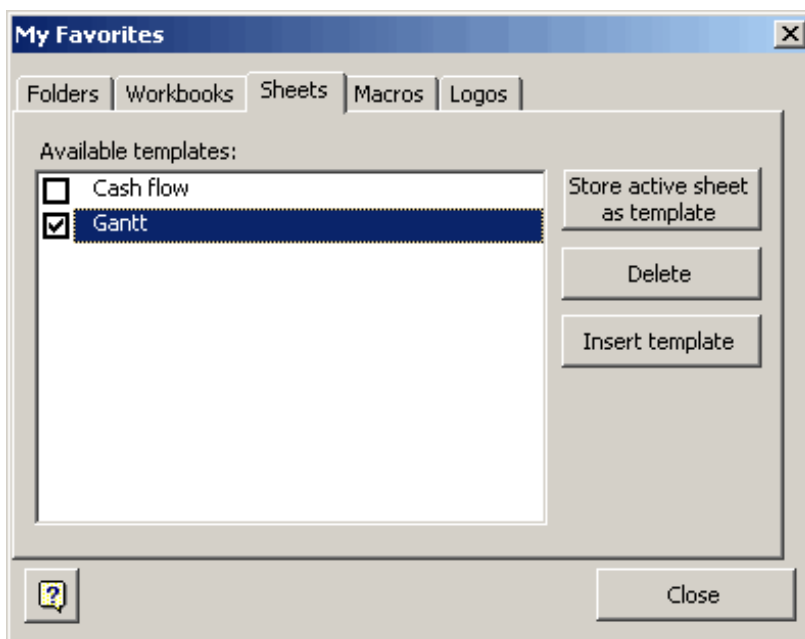 My Favorites
Folders Workbooks Sheets Macros Logos
Available templates:
Cash flow
Gantt
Store active sheet
as template
Delete
Insert template
?
Close